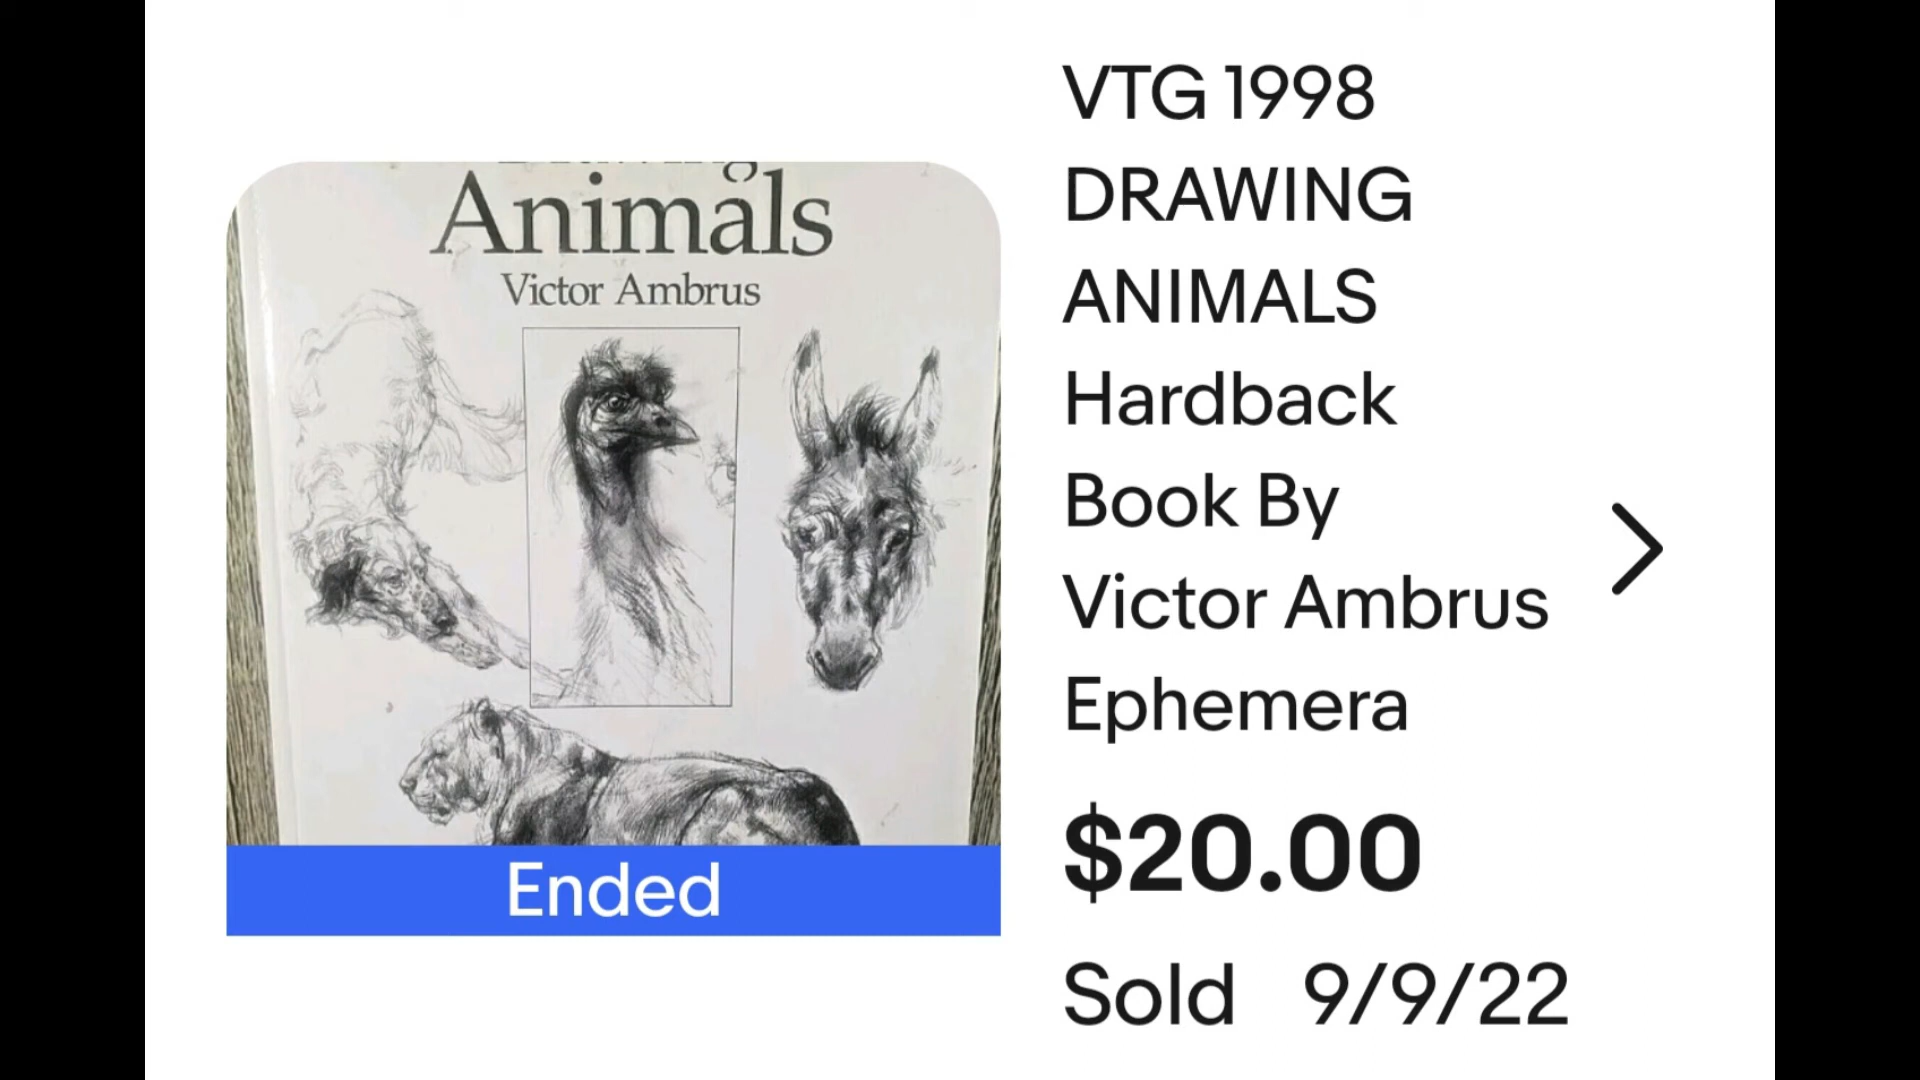 Animals
Victor Ambrus
Ended
VTG 1998
DRAWING
ANIMALS
Hardback
Book By
Victor Ambrus
Ephemera
$20.00
Sold 9/9/22